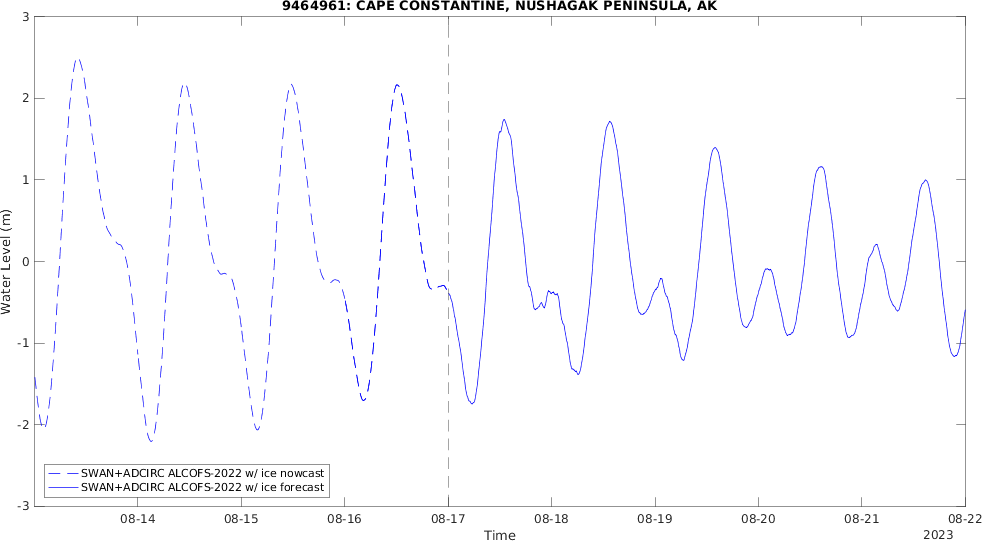 9464961: CAPE CONSTANTINE, NUSHAGAK PENINSULA, AK
3
2
1
0
-1
-2
-3
Water Level (m)
SWAN+ADCIRC ALCOFS-2022 w/ ice nowcast
SWAN+ADCIRC ALCOFS-2022 w/ ice forecast
08-14 08-15 08-16 08-17 08-18 08-19 08-20 08-21 08-22
Time
2023